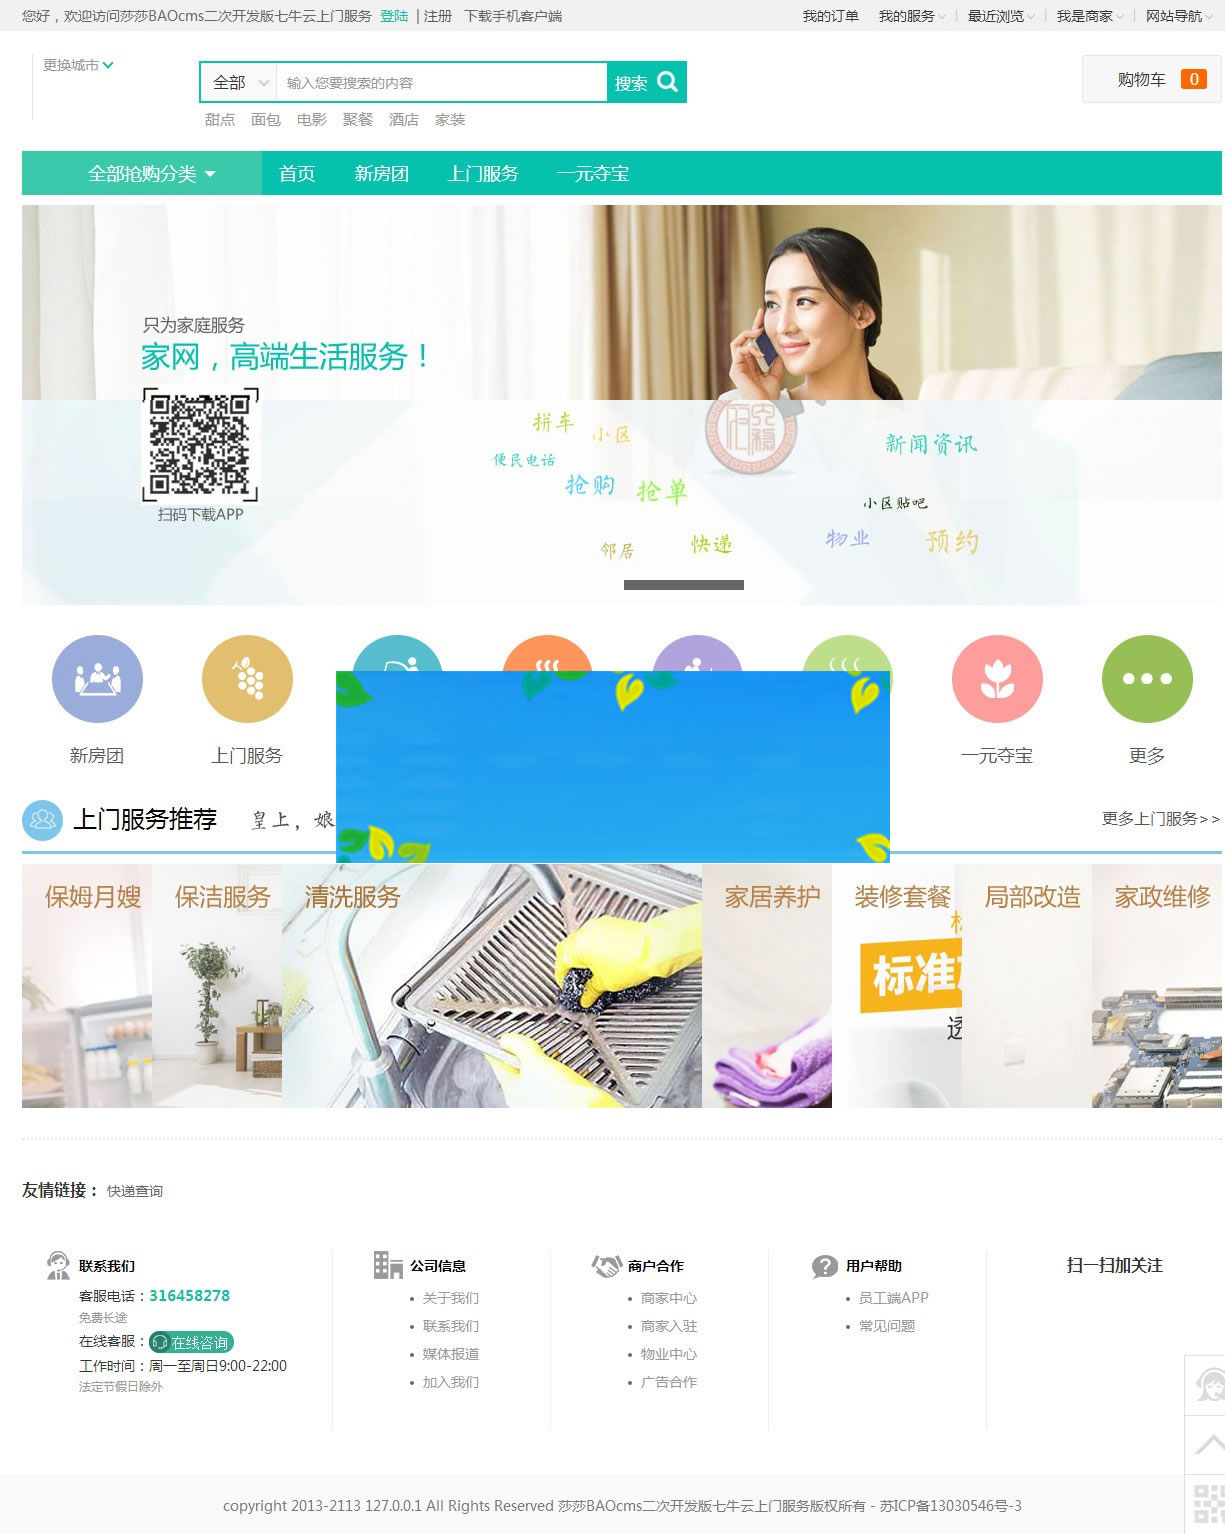 您好，欢迎访问莎莎BAOcms二次开发版七牛云上门服务 登陆 | 注册 下载手机客户端
我的订单 我的服务 最近浏览 我是商家 网站导航
更换城市
全部 输入您要搜索的内容 搜索
购物车 0
甜点 面包 电影 聚餐 酒店 家装
全部抢购分类 首页 新房团 上门服务 一元夺宝
只为家庭服务
家网，高端生活服务！
扫码下载APP
拼车
小区
便民电话
抢购
抢单
新闻资讯
小区贴吧
邻居
快递
物业
预约
新房团 上门服务 一元夺宝 更多
上门服务推荐 皇上，娘 更多上门服务>>
保姆月嫂 保洁服务 清洗服务 家居养护 装修套餐 局部改造 家政维修
标准
透
友情链接： 快递查询
联系我们
客服电话：316458278
免费长途
在线客服：在线咨询
工作时间：周一至周日9:00-22:00
法定节假日除外
公司信息
关于我们
联系我们
媒体报道
加入我们
商户合作
商家中心
商家入驻
物业中心
广告合作
用户帮助
员工端APP
常见问题
扫一扫加关注
copyright 2013-2113 127.0.0.1 All Rights Reserved 莎莎BAOcms二次开发版七牛云上门服务版权所有 - 苏ICP备13030546号-3